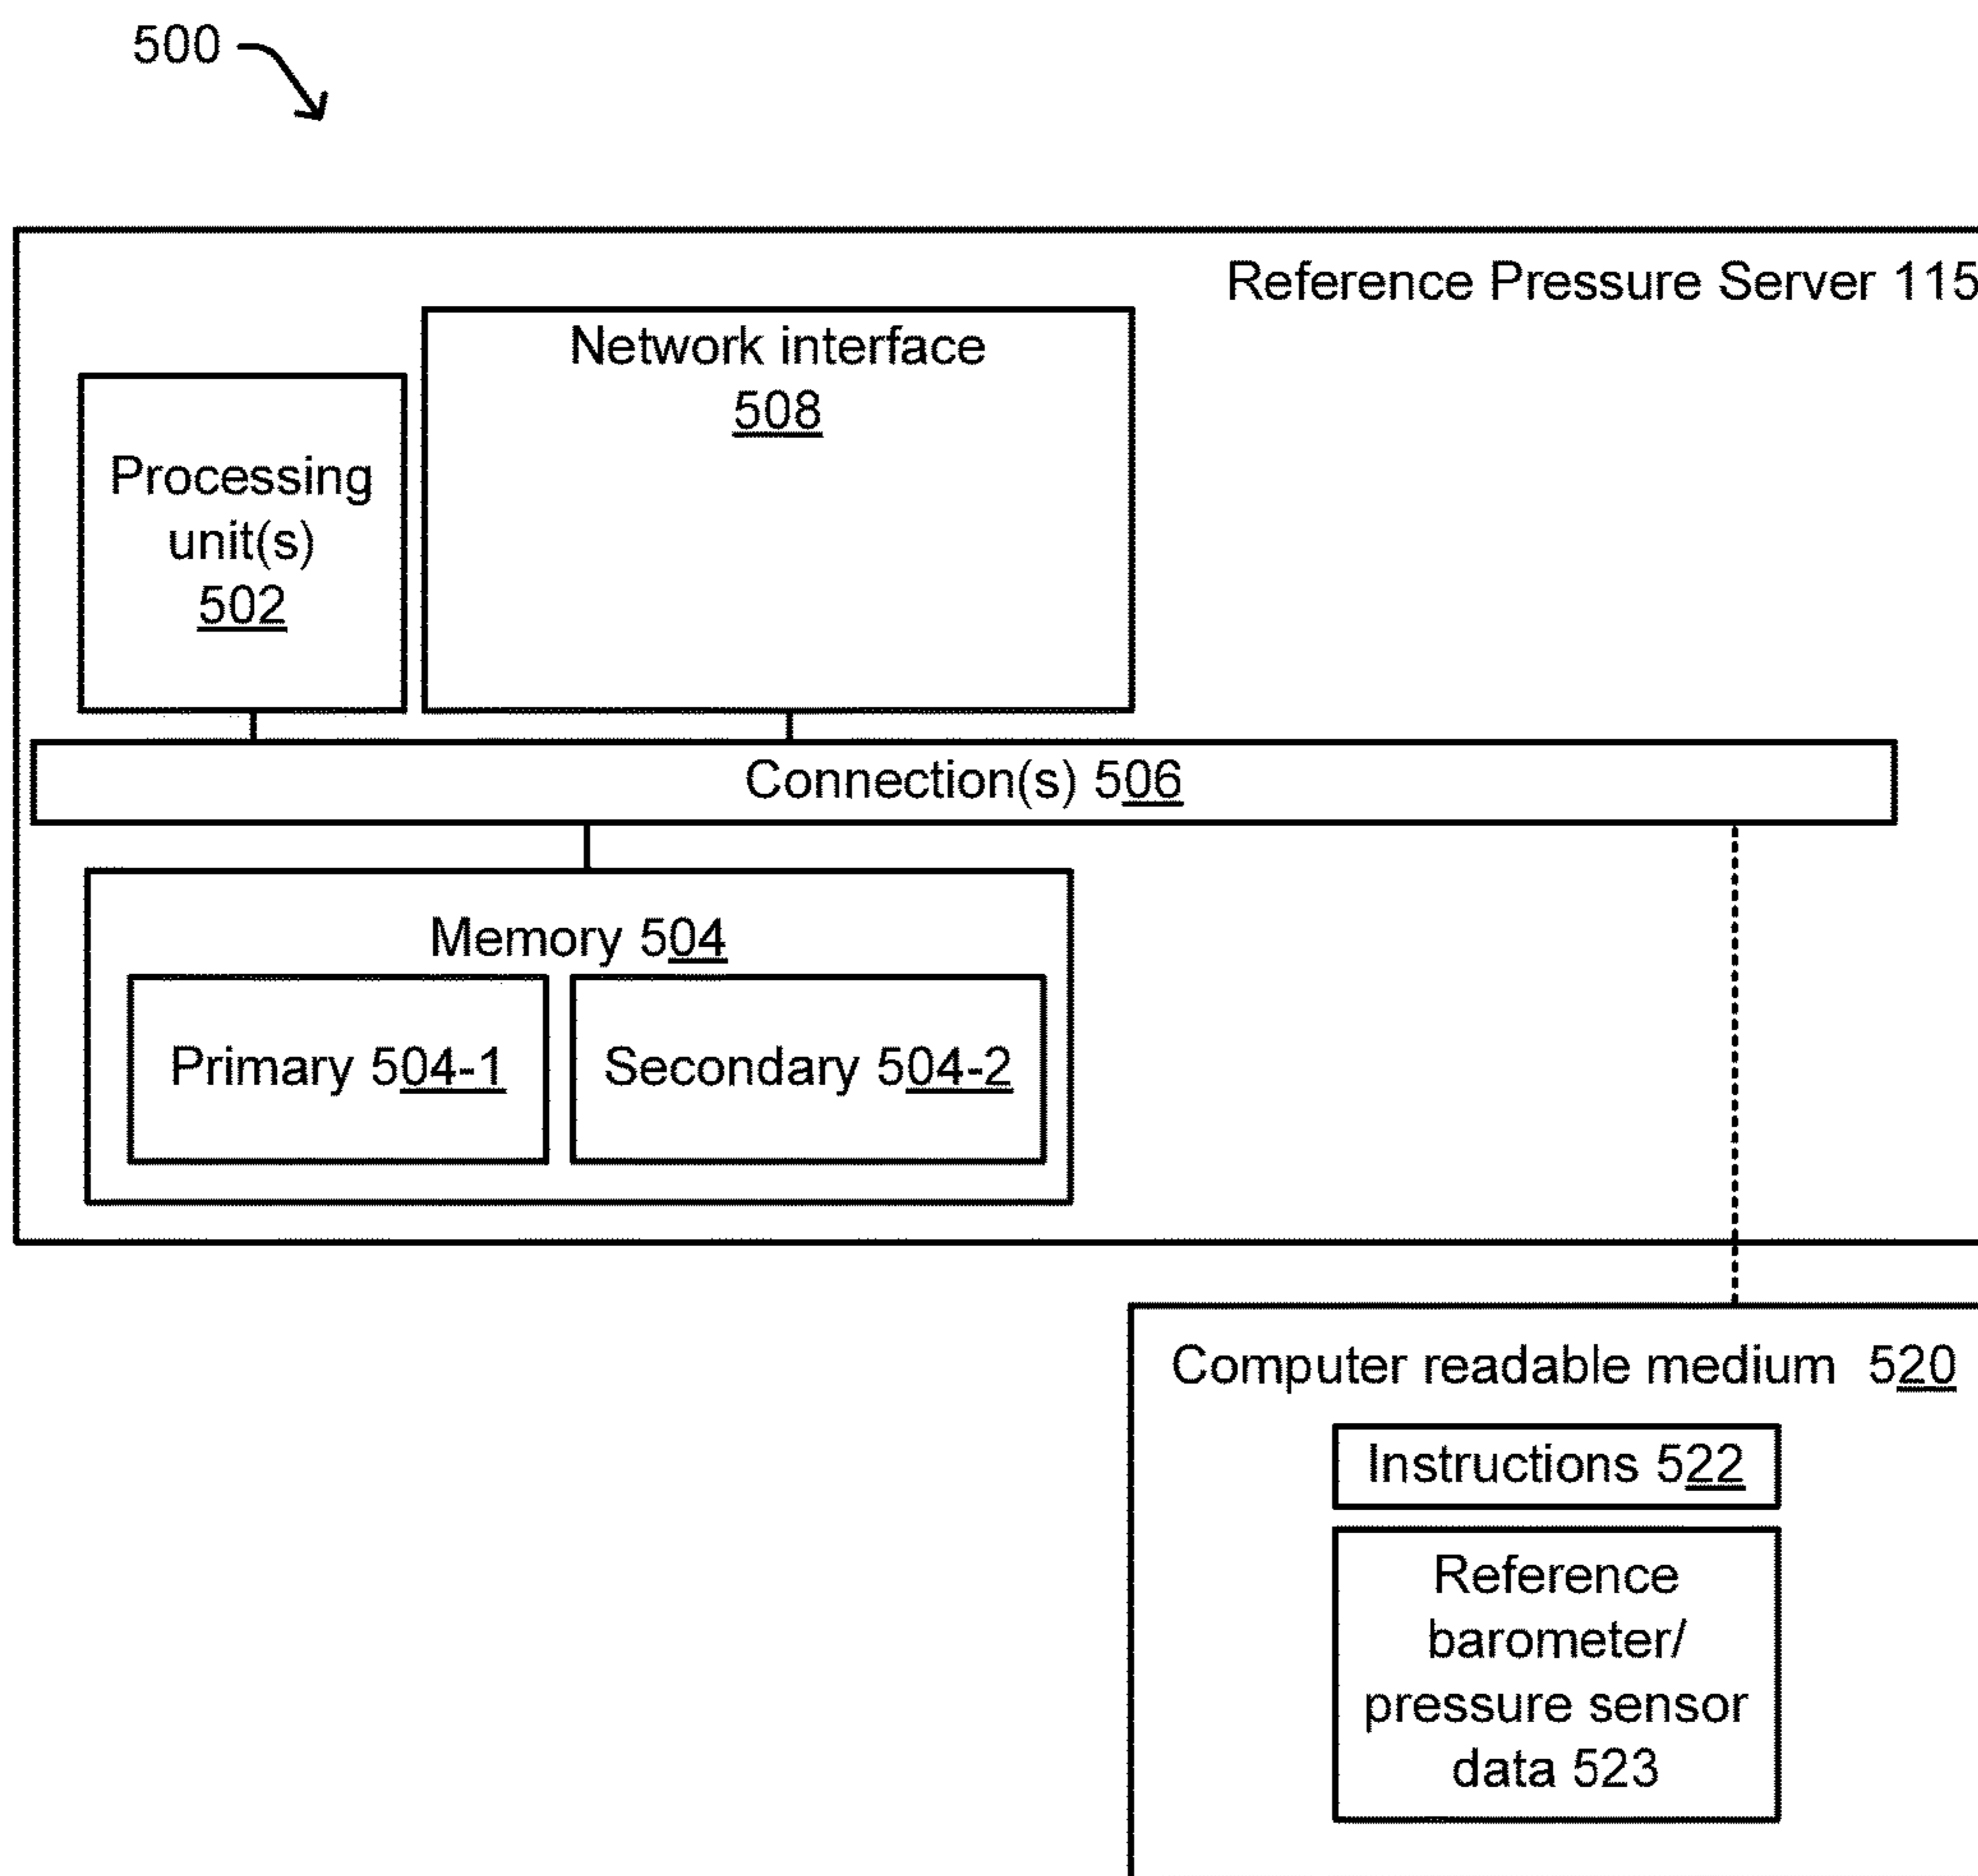 500
Reference Pressure Server 115
Network interface
508
Processing
unit(s)
502
Connection(s) 506
Memory 504
Primary 504-1
Secondary 504-2
Computer readable medium 520
Instructions 522
Reference
barometer/
pressure sensor
data 523